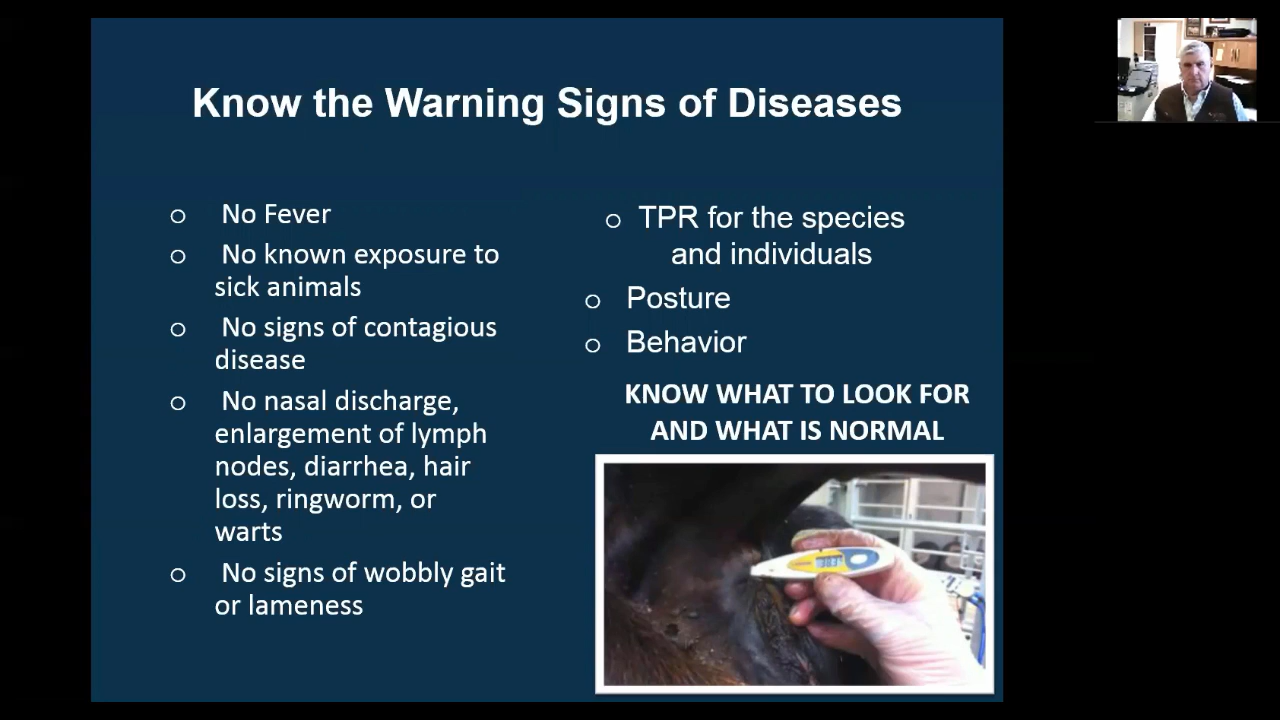 Know the Warning Signs of Diseases
o No Fever
o No known exposure to
sick animals
o No signs of contagious
disease
o No nasal discharge,
enlargement of lymph
nodes, diarrhea, hair
loss, ringworm, or
warts
o No signs of wobbly gait
or lameness
o TPR for the species
and individuals
o Posture
o Behavior
KNOW WHAT TO LOOK FOR
AND WHAT IS NORMAL